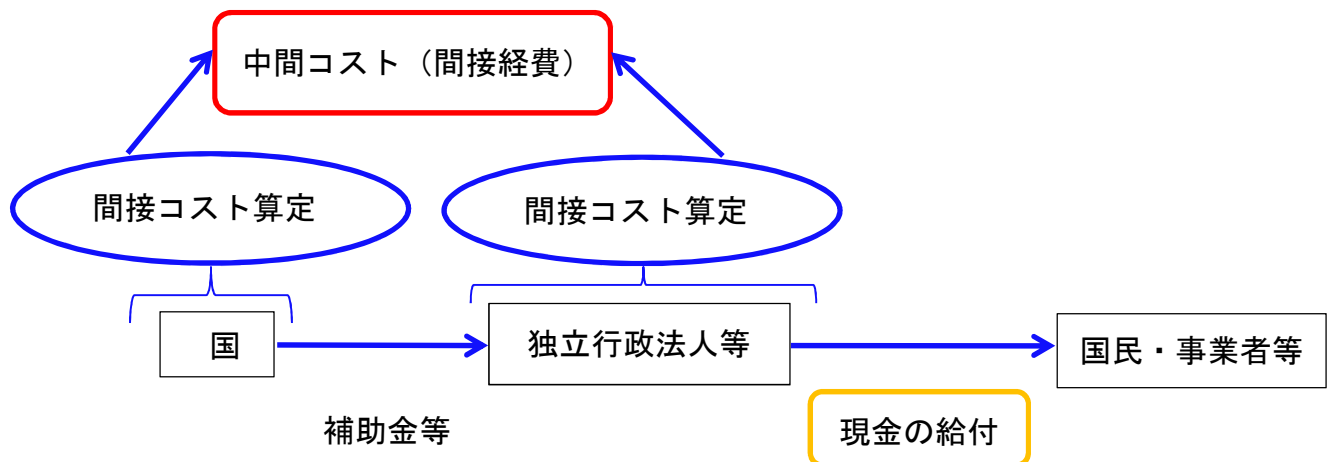 中間コスト（間接経費）
間接コスト算定
間接コスト算定
国
独立行政法人等
国民・事業者等
補助金等
現金の給付